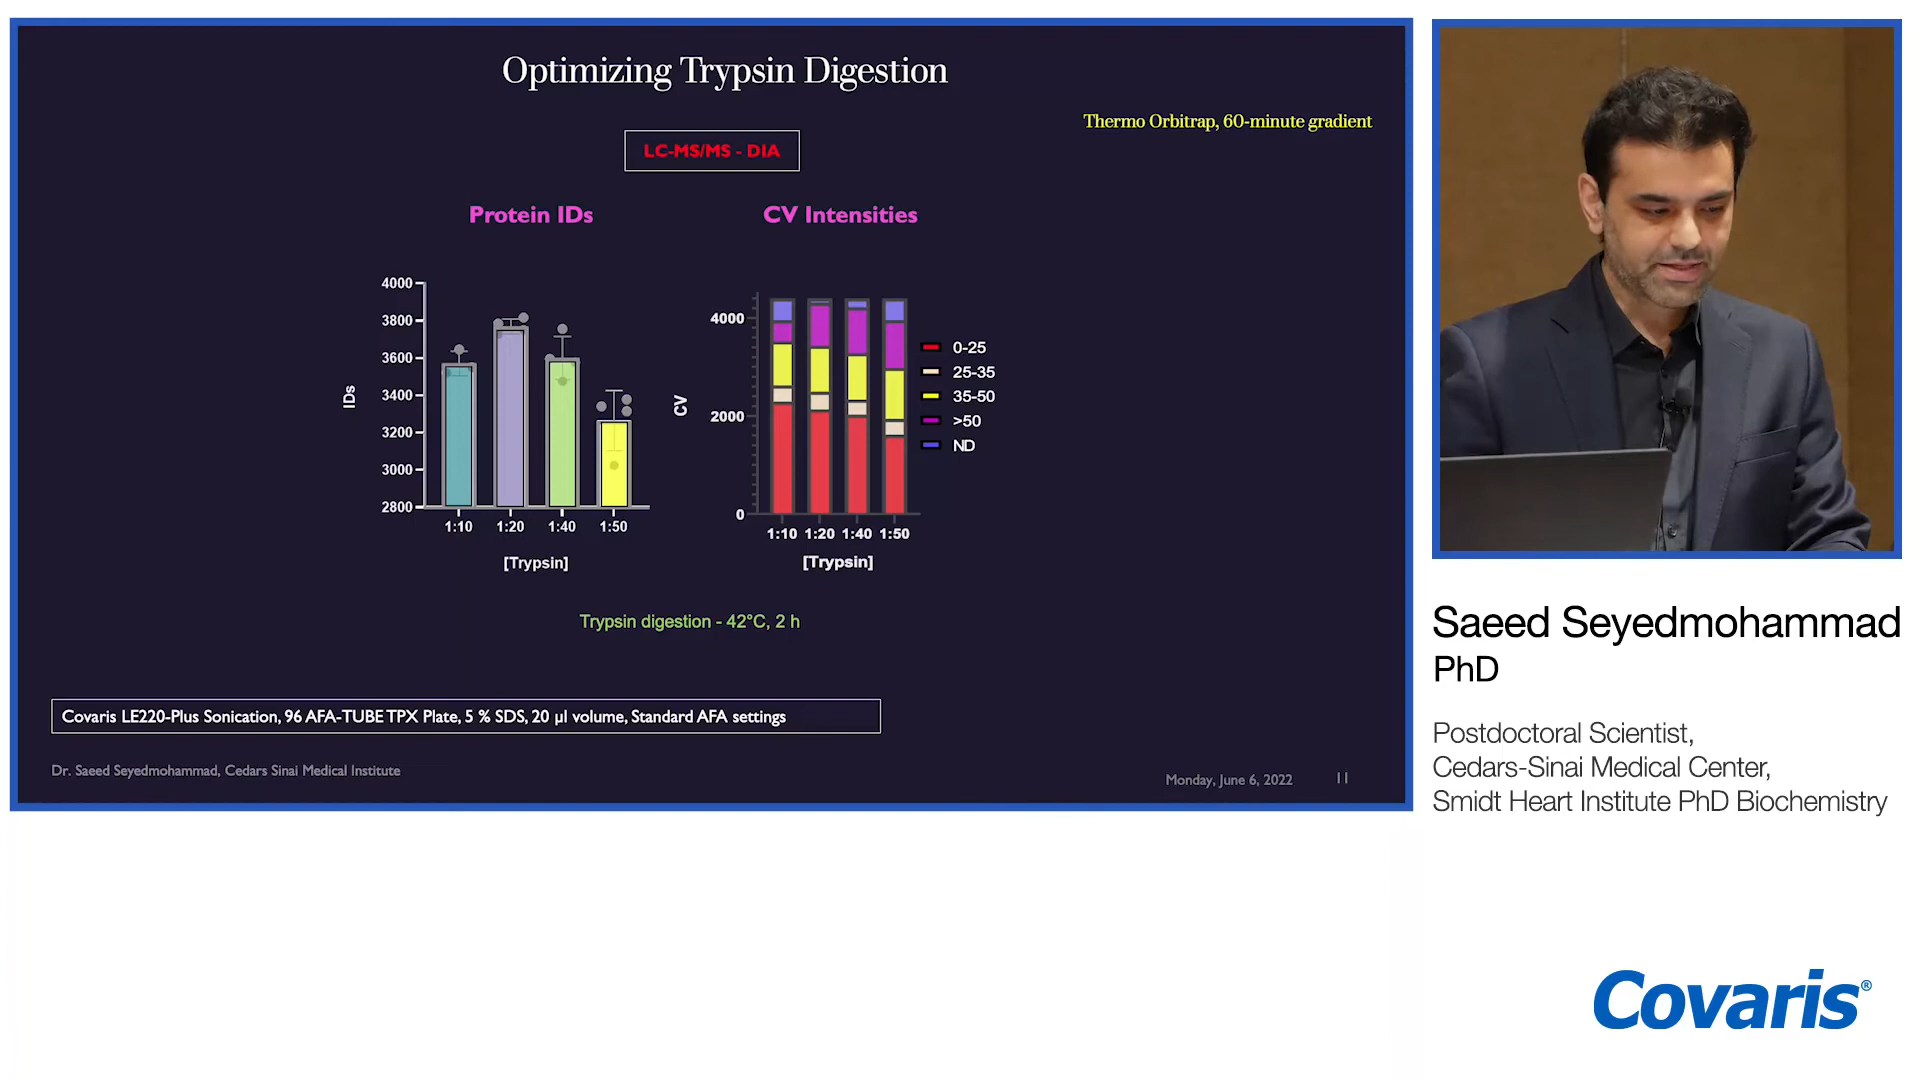 Optimizing Trypsin Digestion
Thermo Orbitrap, 60-minute gradient
LC-MS/MS - DIA
Protein IDs
CV Intensities
4000
3800
3600
3400
3200
3000
2800
IDs
1:10 1:20 1:40 1:50
[Trypsin]
4000
2000
0
CV
1:10 1:20 1:40 1:50
[Trypsin]
0-25
25-35
35-50
>50
ND
Trypsin digestion - 42°C, 2 h
Covaris LE220-Plus Sonication, 96 AFA-TUBE TPX Plate, 5 % SDS, 20 µl volume, Standard AFA settings
Dr. Saeed Seyedmohammad, Cedars Sinai Medical Institute
Monday, June 6, 2022
11
Saeed Seyedmohammad
PhD
Postdoctoral Scientist,
Cedars-Sinai Medical Center,
Smidt Heart Institute PhD Biochemistry
Covaris®